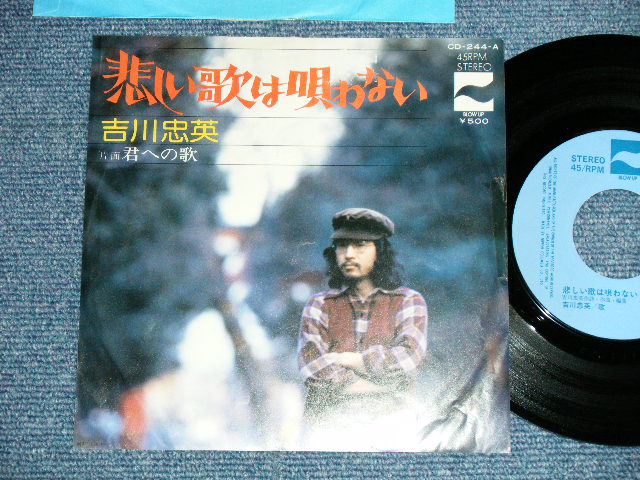 CD-244-A
45RPM
STEREO
BLOW UP
¥500
悲しい歌は唄わない
吉川忠英
片面 君への歌
STEREO
45/RPM
BLOW UP
悲しい歌は唄わない
吉川忠英/歌